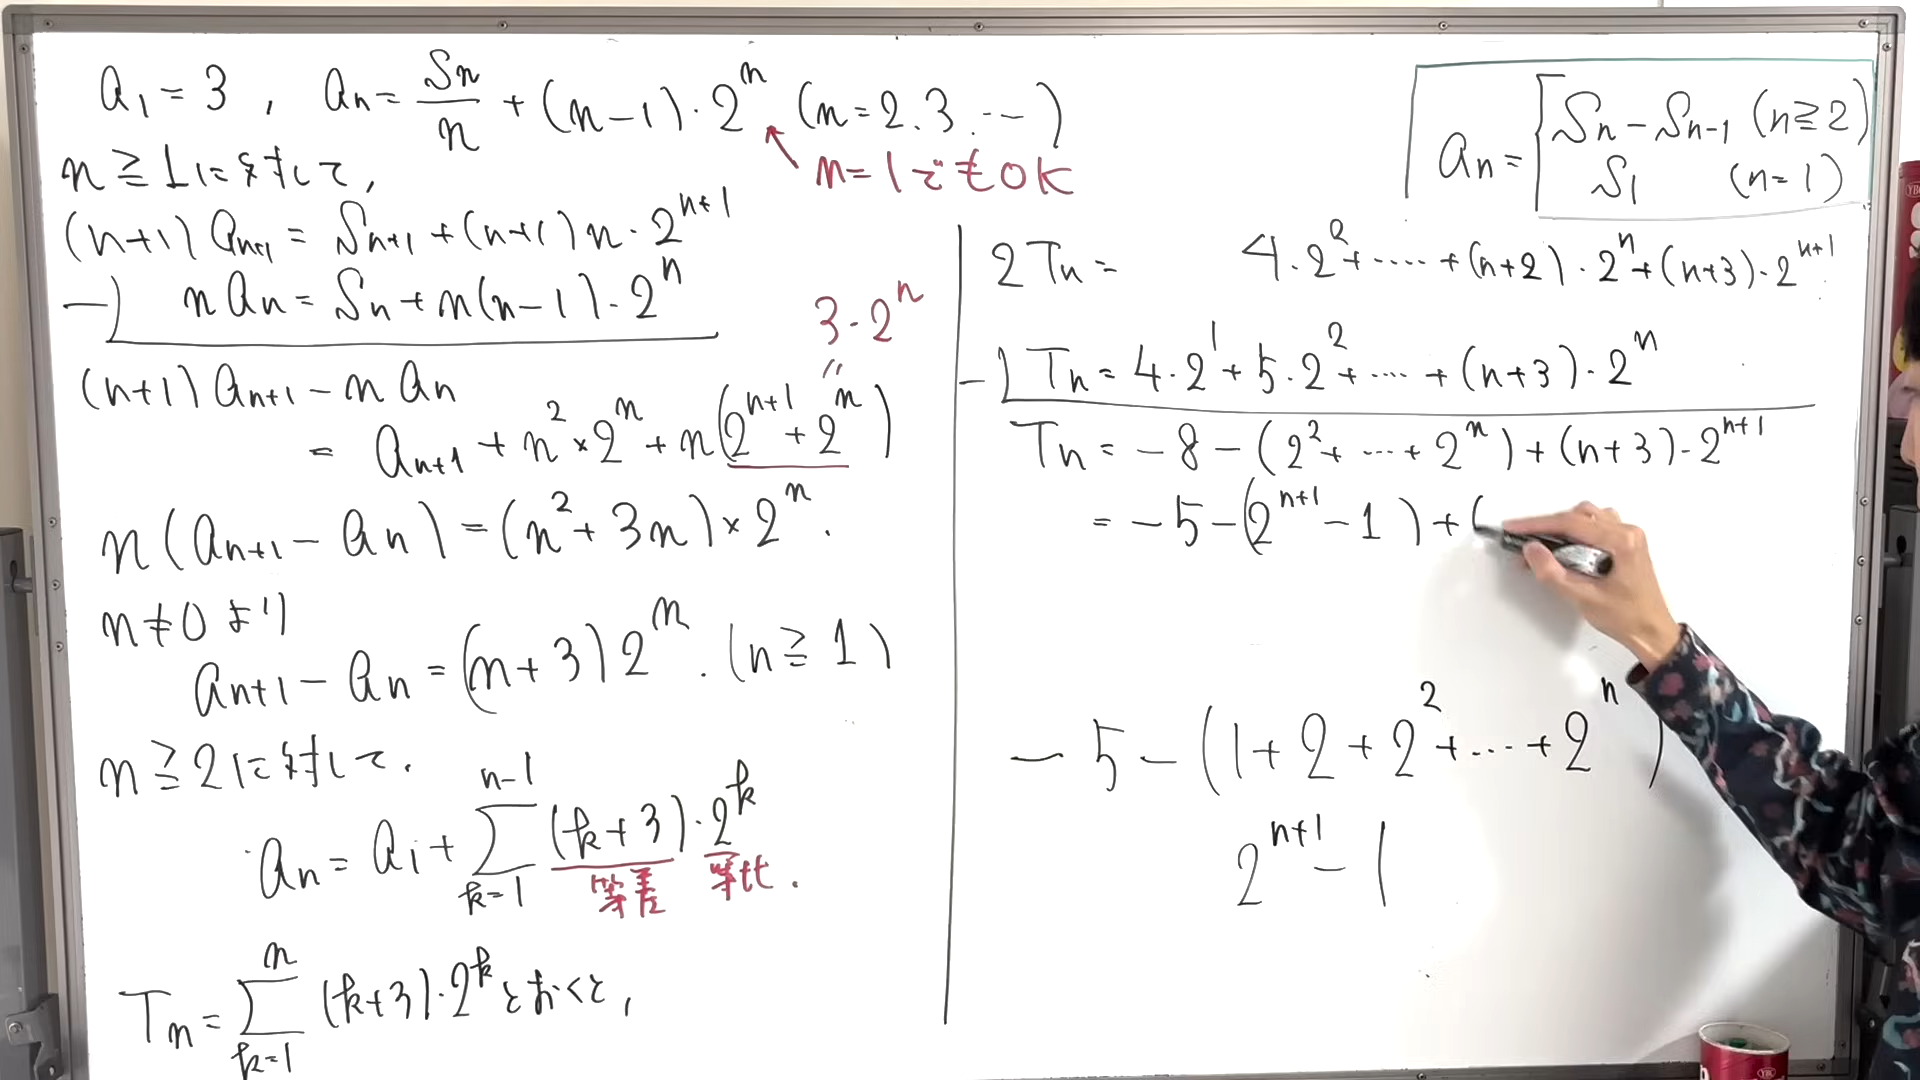 a₁ = 3 , aₙ = Sₙ/n + (n-1)・2ⁿ (n=2.3.…)
n=1でもOK
n ≧ 1に対して,
(n+1) aₙ₊₁ = Sₙ₊₁ + (n+1) n・2ⁿ⁺¹
-) n aₙ = Sₙ + n(n-1)・2ⁿ
(n+1) aₙ₊₁ - n aₙ
3・2ⁿ
〃
= aₙ₊₁ + n²×2ⁿ + n(2ⁿ⁺¹ + 2ⁿ)
n(aₙ₊₁ - aₙ) = (n² + 3n)×2ⁿ.
n≠0より
aₙ₊₁ - aₙ = (n+3)2ⁿ. (n ≧ 1)
n ≧ 2に対して.
aₙ = a₁ + Σ[k=1→n-1] (k+3)・2ᵏ
等差 等比.
Tₙ = Σ[k=1→n] (k+3)・2ᵏとおくと,
aₙ = [Sₙ - Sₙ₋₁ (n≧2)
S₁ (n=1)
2Tₙ = 4・2² + ‥‥ + (n+2)・2ⁿ + (n+3)・2ⁿ⁺¹
-) Tₙ = 4・2¹ + 5・2² + ‥‥ + (n+3)・2ⁿ
Tₙ = -8 - (2² + … + 2ⁿ) + (n+3)・2ⁿ⁺¹
= -5 - (2ⁿ⁺¹ - 1) + (
-5 - (1 + 2 + 2² + … + 2ⁿ)
2ⁿ⁺¹ - 1